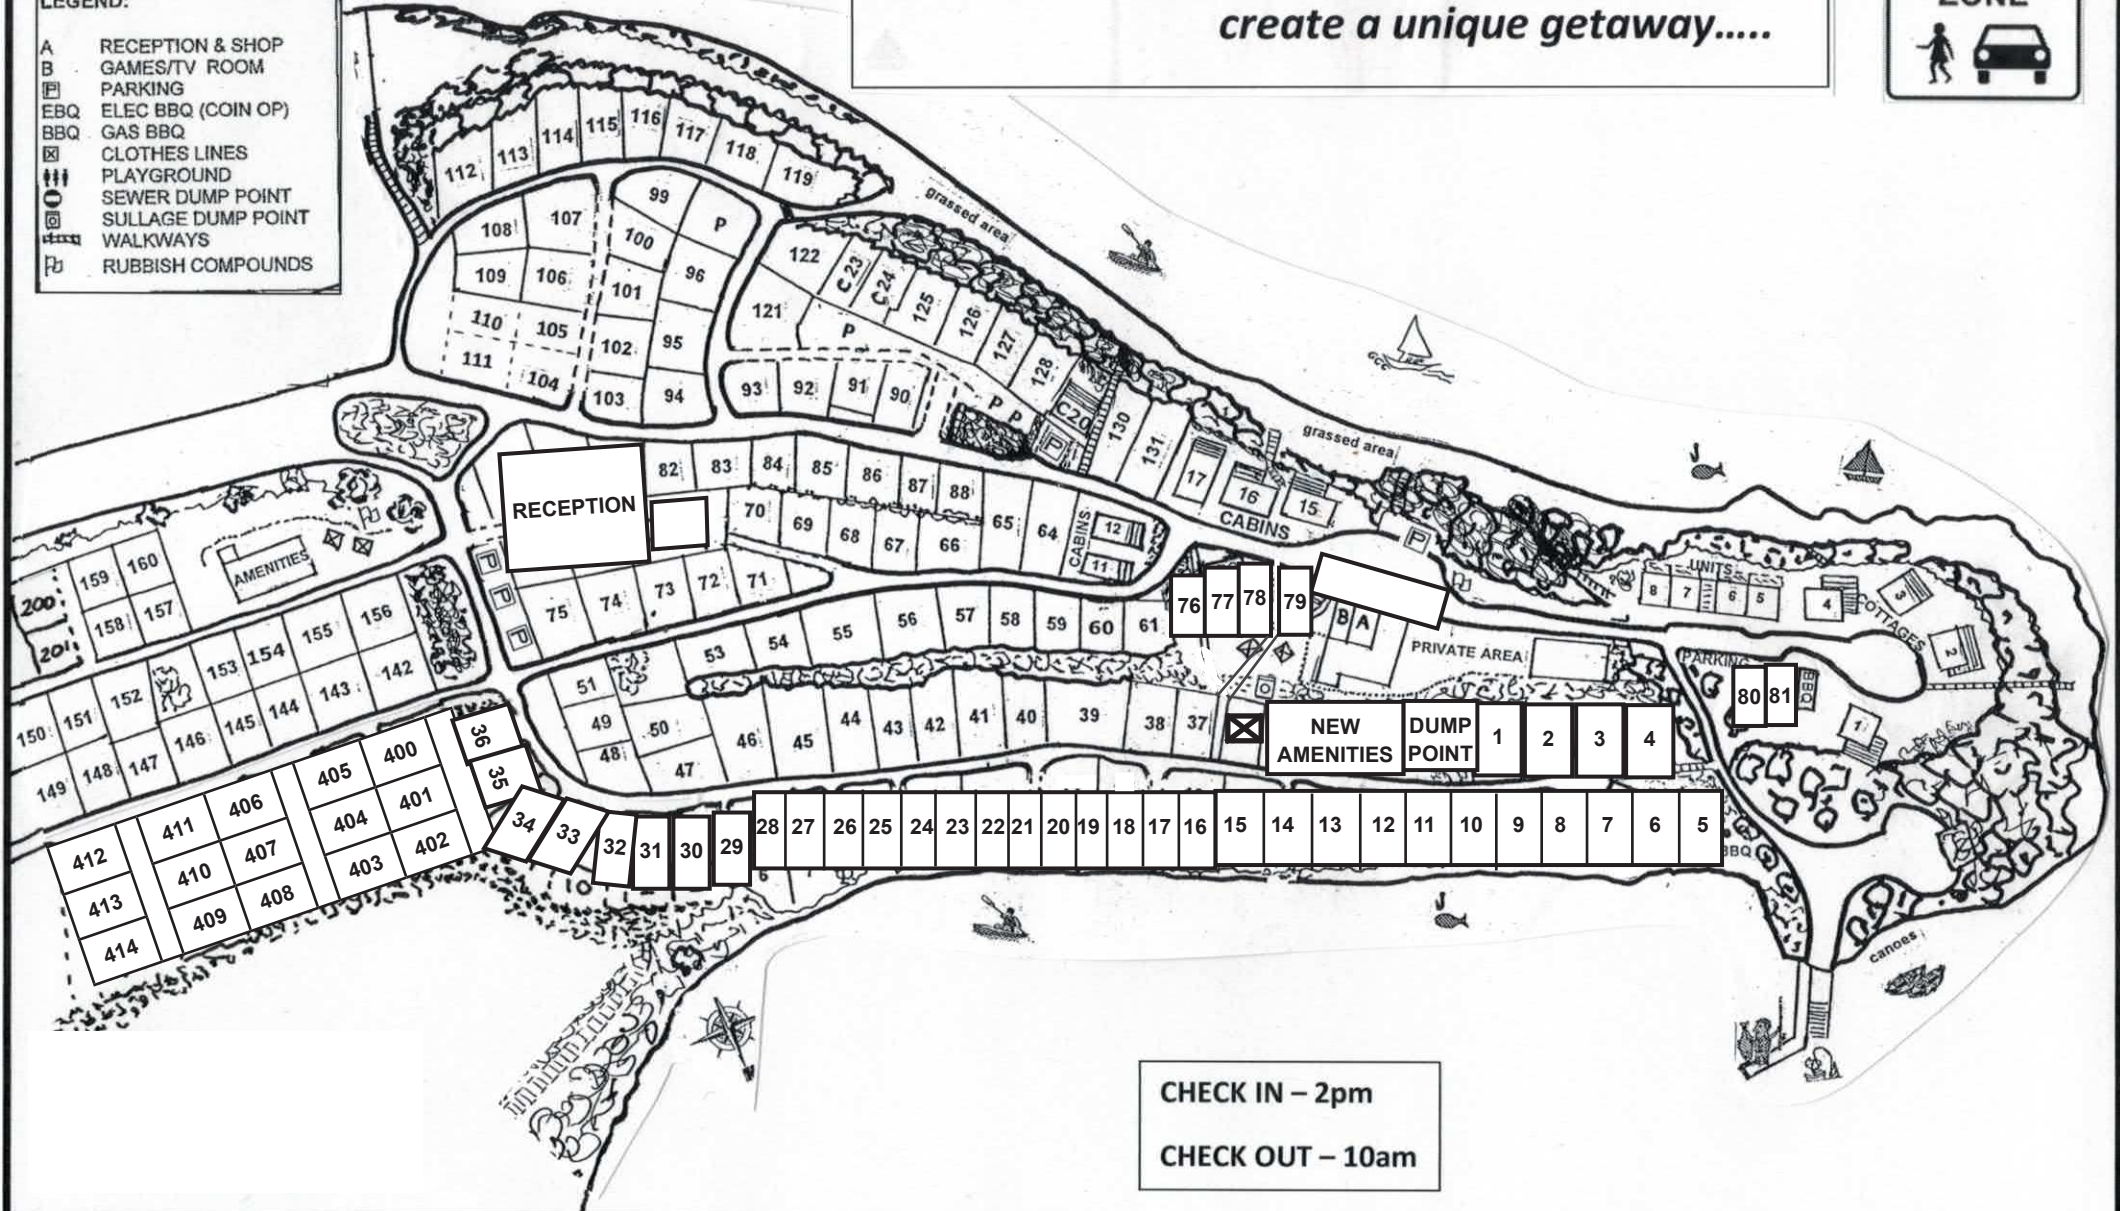 LEGEND:
A RECEPTION & SHOP
B GAMES/TV ROOM
P PARKING
EBQ ELEC BBQ (COIN OP)
BBQ GAS BBQ
CLOTHES LINES
PLAYGROUND
SEWER DUMP POINT
SULLAGE DUMP POINT
WALKWAYS
RUBBISH COMPOUNDS
create a unique getaway.....
ZONE
112 113 114 115 116 117 118 119
grassed area
108 107 99 P
100
109 106 101 96
110 105 102 95
111 104 103 94
122 C 23 C 24 125 126 127 128
121 P
93 92 91 90
P P
P
C20
130 131
17 16 15
CABINS
grassed area
P
RECEPTION
82 83 84 85 86 87 88
70 69 68 67 66 65 64
CABINS
12
11
P
P
P
75 74 73 72 71
53 54 55 56 57 58 59 60 61
76 77 78 79
B A
PRIVATE AREA
UNITS
8 7 6 5
4
3
COTTAGES
2
PARKING
80 81
BBQ
1
AMENITIES
200
201
159 160
158 157
150 151 152 153 154 155 156
149 148 147 146 145 144 143 142
51
49 50
48 47
46 45 44 43 42 41 40 39 38 37
NEW
AMENITIES
DUMP
POINT
1 2 3 4
36
35
34 33 32 31 30 29 28 27 26 25 24 23 22 21 20 19 18 17 16 15 14 13 12 11 10 9 8 7 6 5
BBQ
412 411 406 405 400
413 410 407 404 401
414 409 408 403 402
10
6
canoes
CHECK IN – 2pm
CHECK OUT – 10am